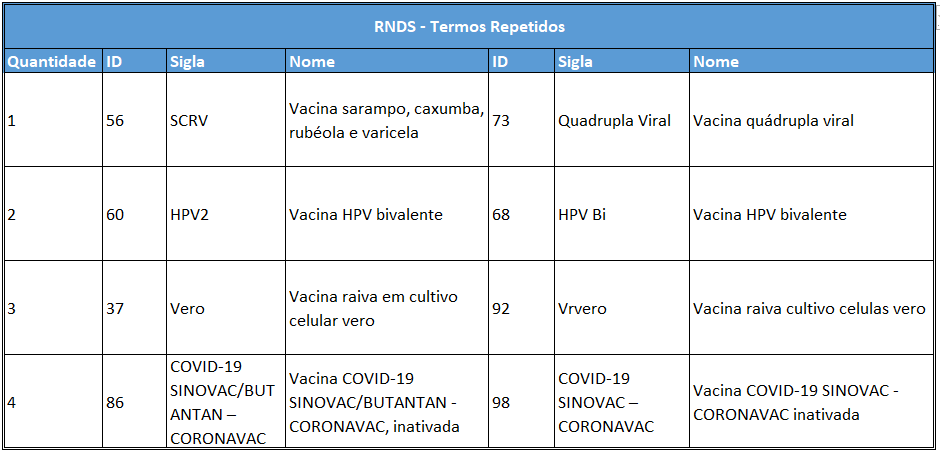 RNDS - Termos Repetidos
Quantidade ID Sigla Nome ID Sigla Nome
1 56 SCRV Vacina sarampo, caxumba, rubéola e varicela 73 Quadrupla Viral Vacina quádrupla viral
2 60 HPV2 Vacina HPV bivalente 68 HPV Bi Vacina HPV bivalente
3 37 Vero Vacina raiva em cultivo celular vero 92 Vrvero Vacina raiva cultivo celulas vero
4 86 COVID-19 SINOVAC/BUTANTAN – CORONAVAC Vacina COVID-19 SINOVAC/BUTANTAN - CORONAVAC, inativada 98 COVID-19 SINOVAC – CORONAVAC Vacina COVID-19 SINOVAC - CORONAVAC inativada